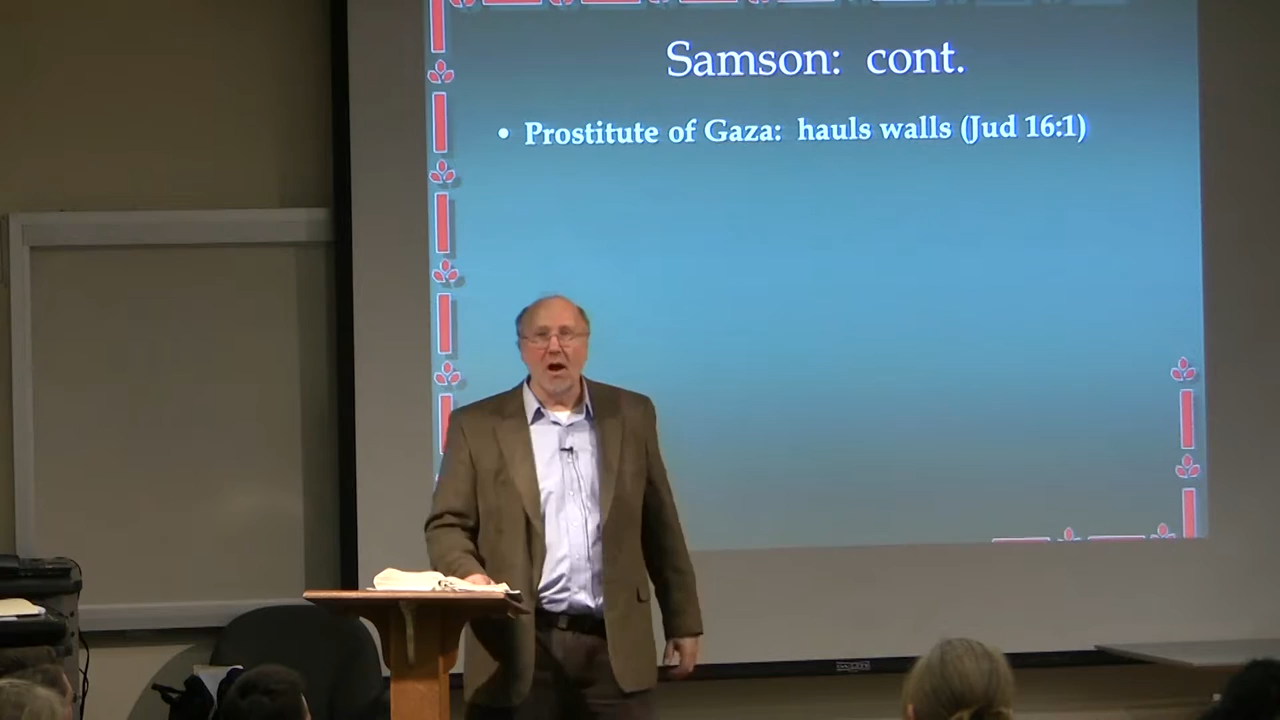 Samson: cont.
• Prostitute of Gaza: hauls walls (Jud 16:1)